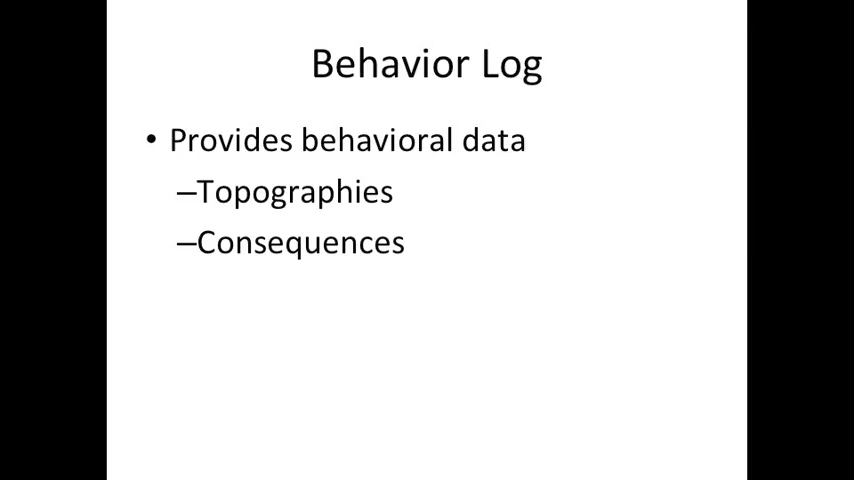 Behavior Log
• Provides behavioral data
–Topographies
–Consequences